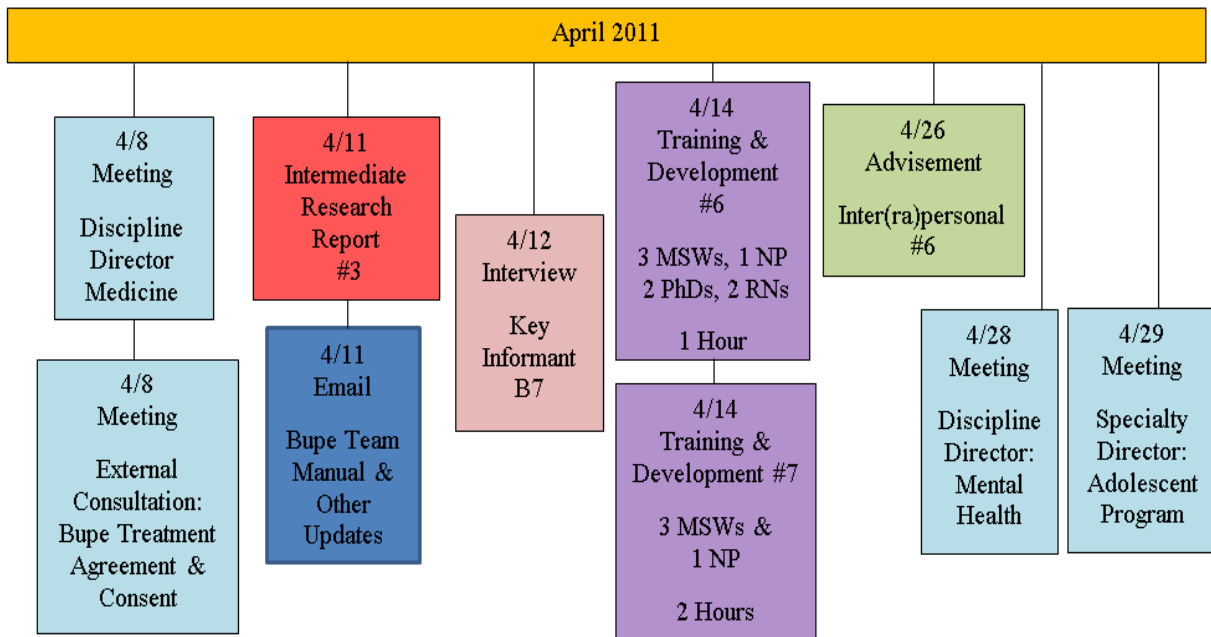 April 2011
4/8
Meeting
Discipline
Director
Medicine
4/8
Meeting
External
Consultation:
Bupe Treatment
Agreement &
Consent
4/11
Intermediate
Research
Report
#3
4/11
Email
Bupe Team
Manual &
Other
Updates
4/12
Interview
Key
Informant
B7
4/14
Training &
Development
#6
3 MSWs, 1 NP
2 PhDs, 2 RNs
1 Hour
4/14
Training &
Development #7
3 MSWs &
1 NP
2 Hours
4/26
Advisement
Inter(ra)personal
#6
4/28
Meeting
Discipline
Director:
Mental
Health
4/29
Meeting
Specialty
Director:
Adolescent
Program